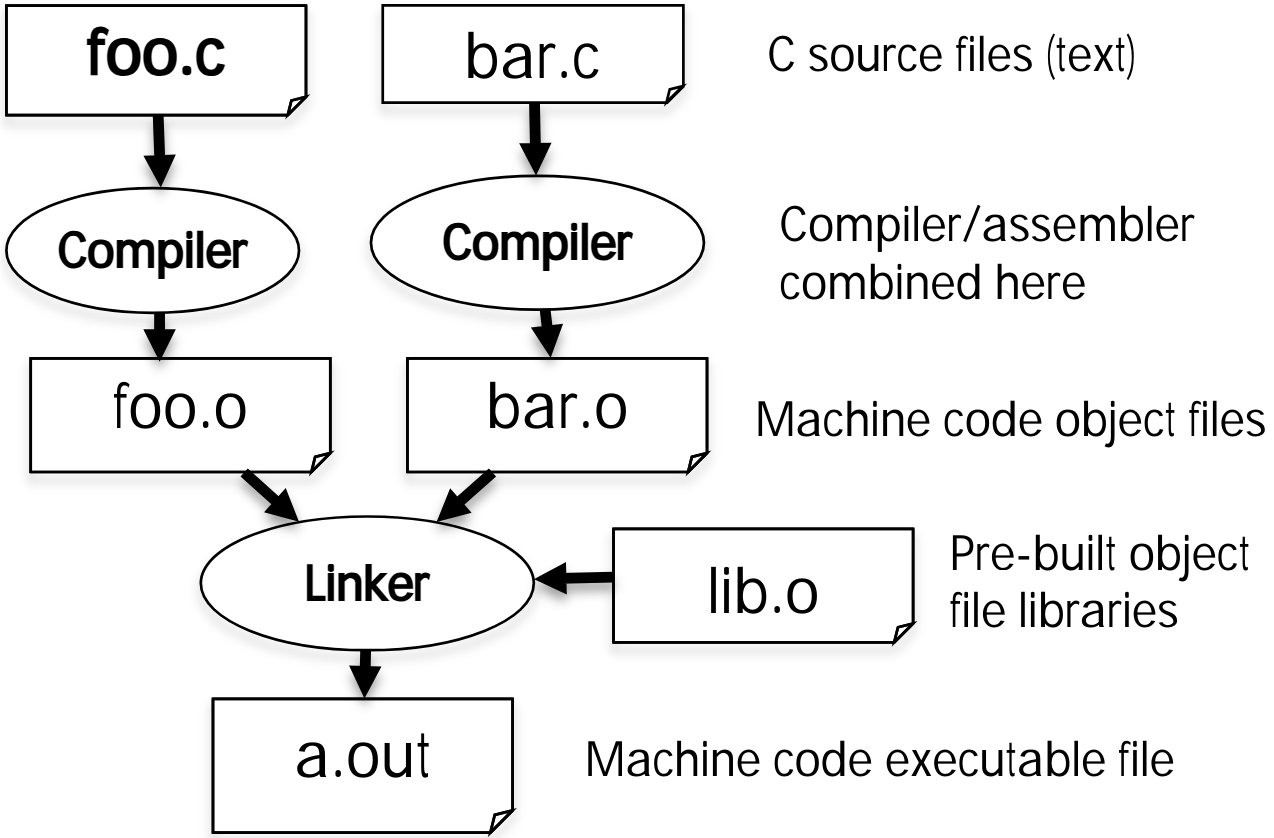 foo.c
bar.c
C source files (text)
Compiler
Compiler
Compiler/assembler
combined here
foo.o
bar.o
Machine code object files
Linker
lib.o
Pre-built object
file libraries
a.out
Machine code executable file